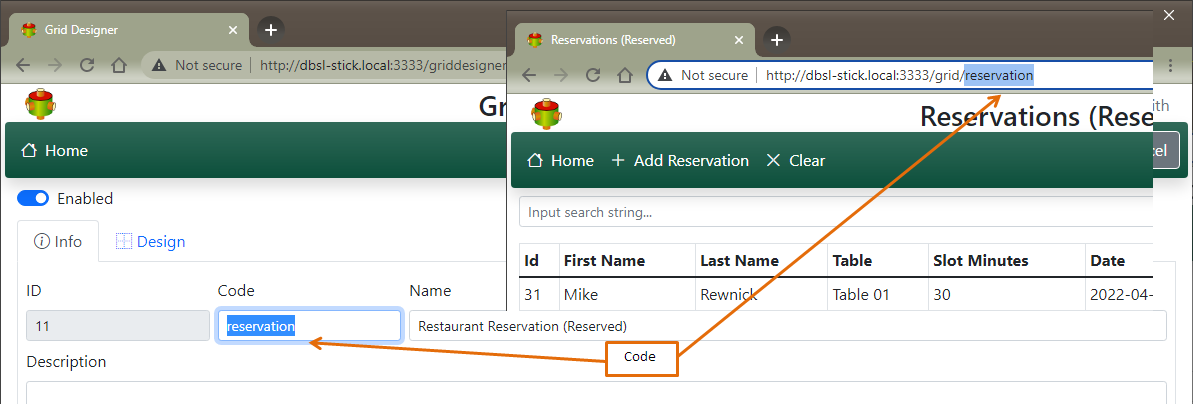 Grid Designer
Not secure
http://dbsl-stick.local:3333/griddesigner
Gr
Home
Enabled
Info
Design
ID
Code
Name
11
reservation
Restaurant Reservation (Reserved)
Description
Reservations (Reserved)
Not secure
http://dbsl-stick.local:3333/grid/reservation
Reservations (Rese
ith
Home
Add Reservation
Clear
cel
Input search string...
Id First Name Last Name Table Slot Minutes Date
31 Mike Rewnick Table 01 30 2022-04-
Code